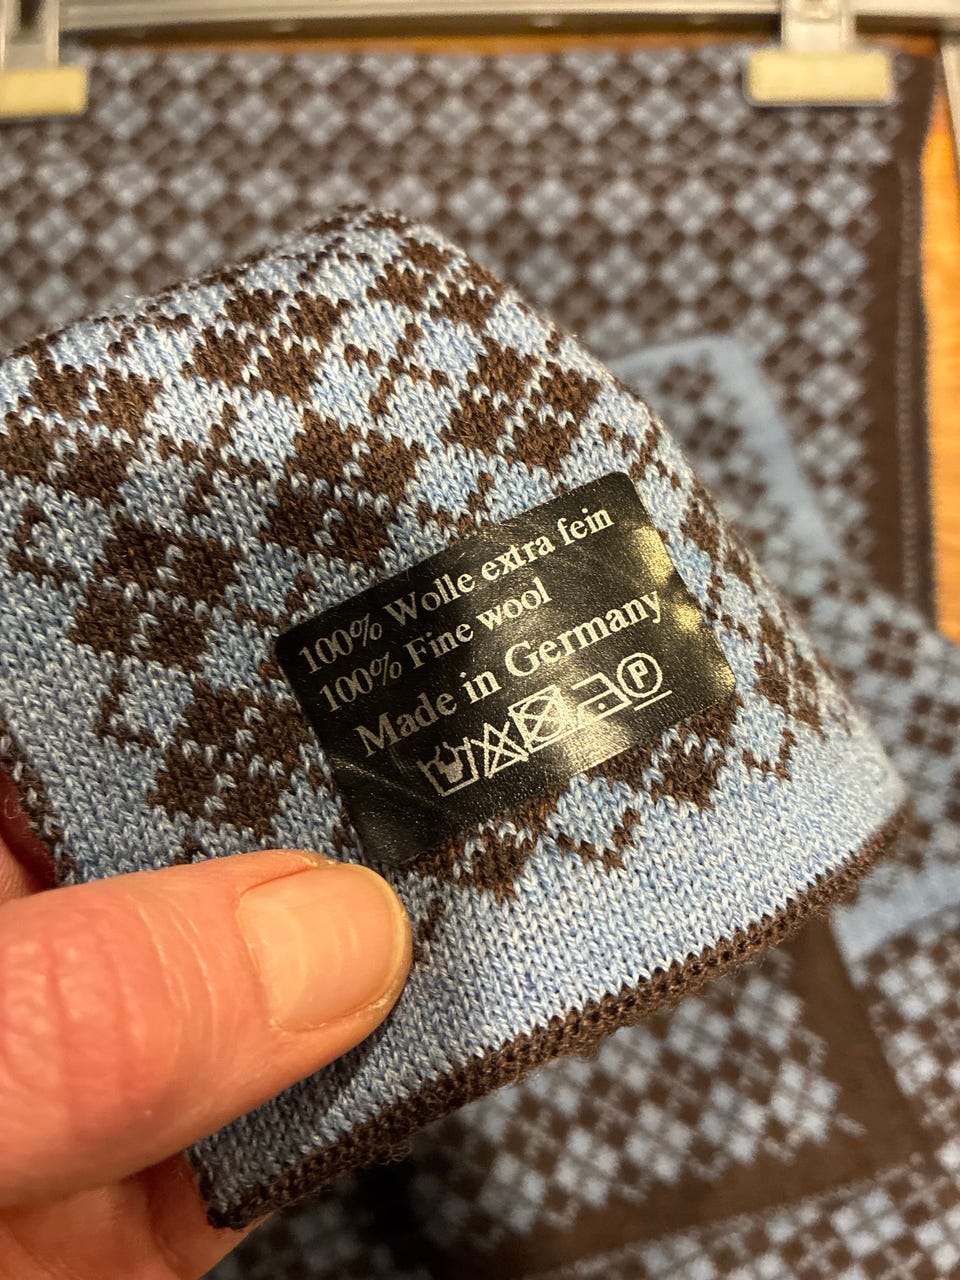 100% Wolle extra fein
100% Fine wool
Made in Germany
P